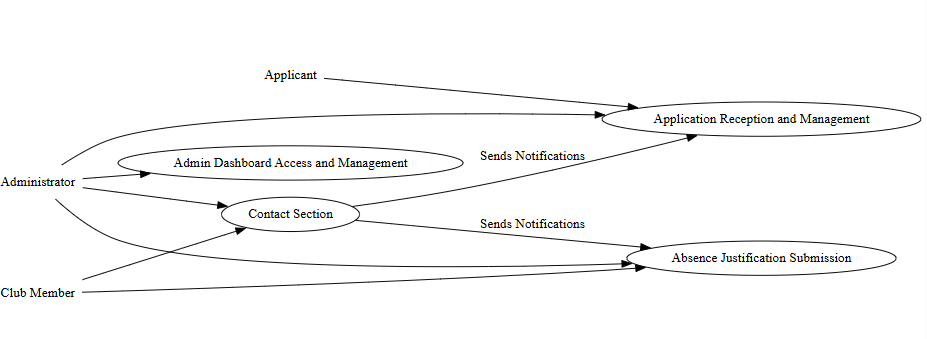 Applicant
Application Reception and Management
Sends Notifications
Admin Dashboard Access and Management
Administrator
Contact Section
Sends Notifications
Absence Justification Submission
Club Member